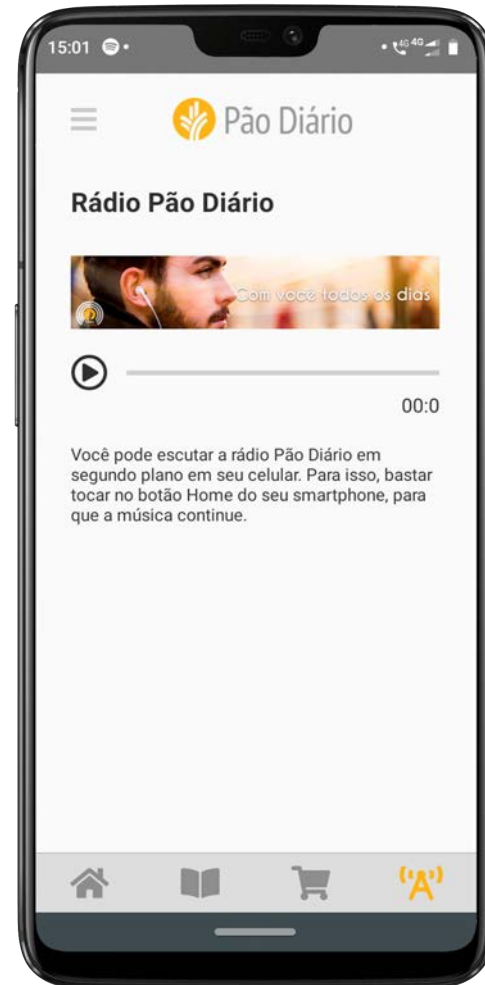 15:01
4G 4G
Pão Diário
Rádio Pão Diário
Com você todos os dias
00:0
Você pode escutar a rádio Pão Diário em
segundo plano em seu celular. Para isso, bastar
tocar no botão Home do seu smartphone, para
que a música continue.